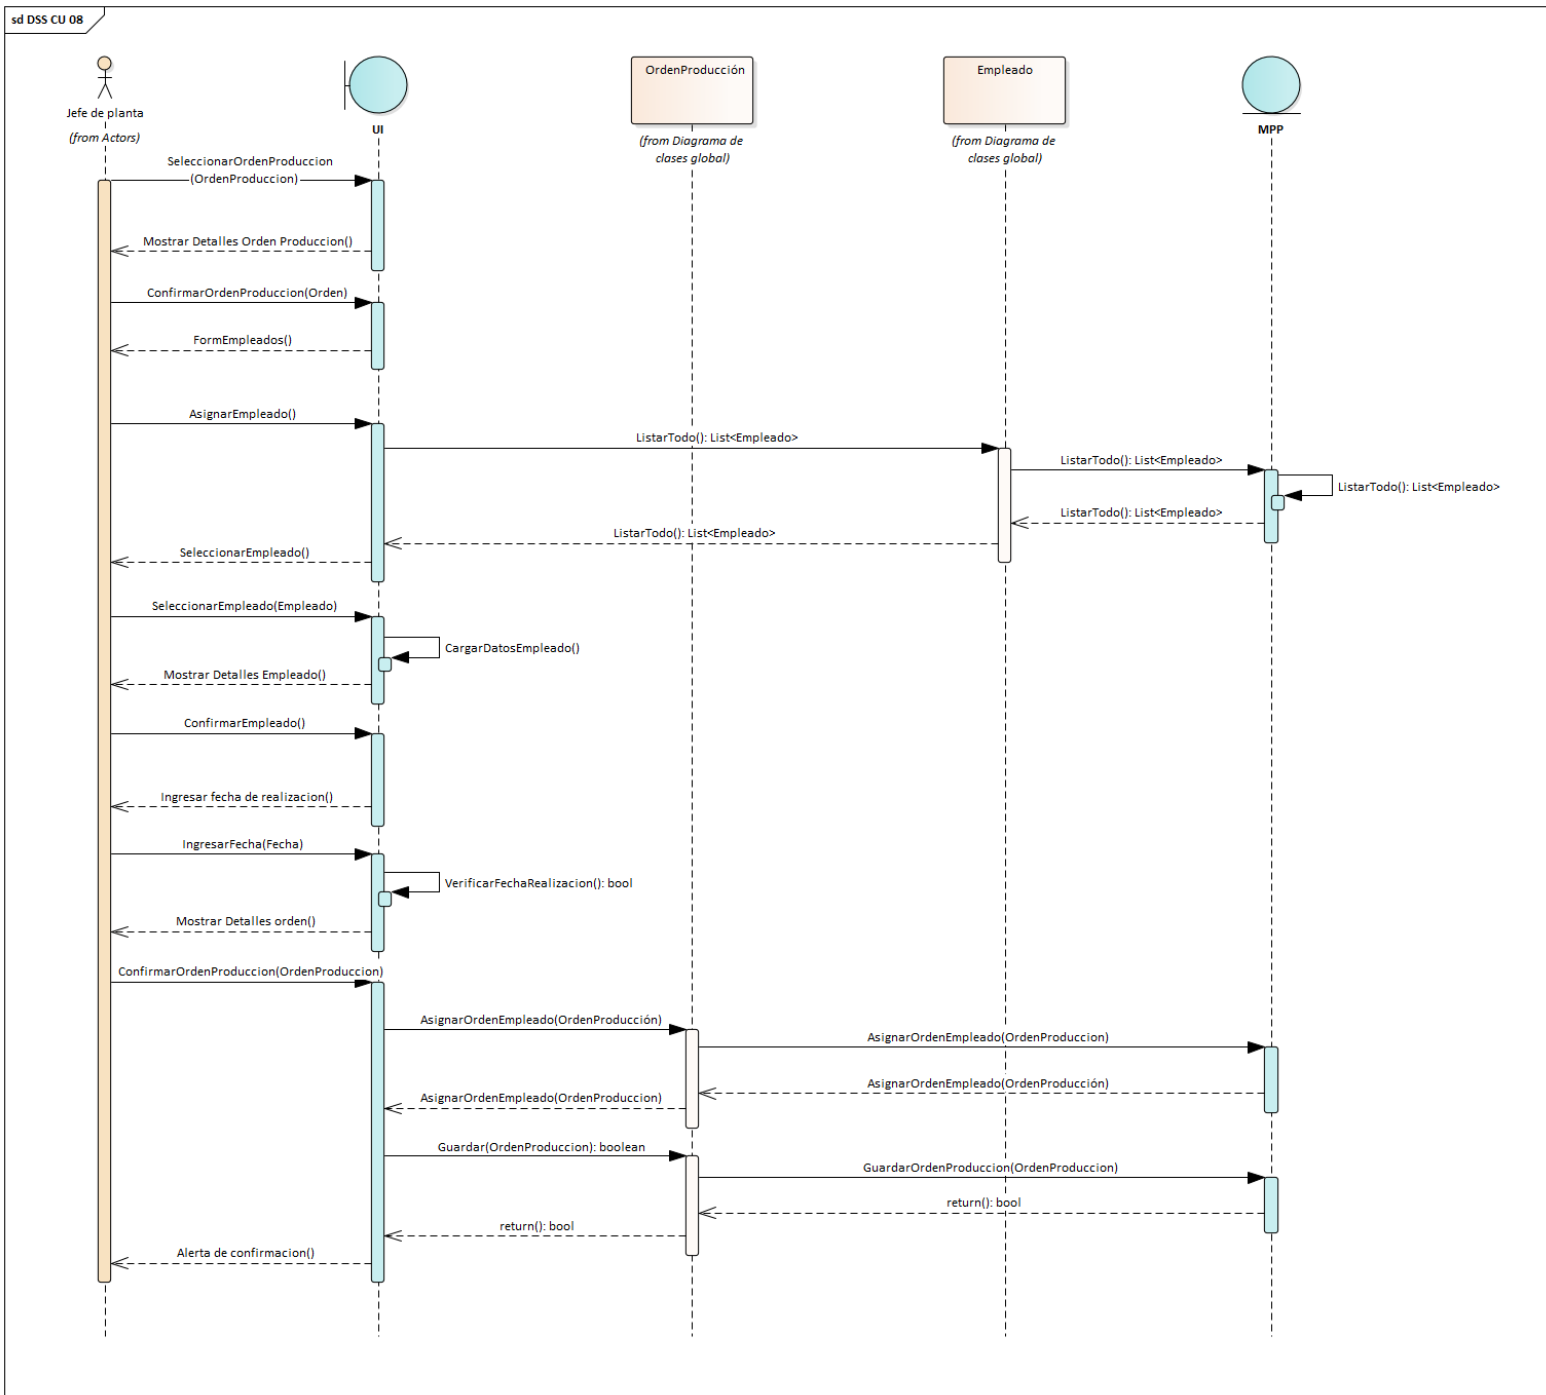 sd DSS CU 08
Jefe de planta
(from Actors)
UI
OrdenProducción
(from Diagrama de
clases global)
Empleado
(from Diagrama de
clases global)
MPP
SeleccionarOrdenProduccion
(OrdenProduccion)
Mostrar Detalles Orden Produccion()
ConfirmarOrdenProduccion(Orden)
FormEmpleados()
AsignarEmpleado()
ListarTodo(): List<Empleado>
ListarTodo(): List<Empleado>
ListarTodo(): List<Empleado>
ListarTodo(): List<Empleado>
ListarTodo(): List<Empleado>
SeleccionarEmpleado()
SeleccionarEmpleado(Empleado)
CargarDatosEmpleado()
Mostrar Detalles Empleado()
ConfirmarEmpleado()
Ingresar fecha de realizacion()
IngresarFecha(Fecha)
VerificarFechaRealizacion(): bool
Mostrar Detalles orden()
ConfirmarOrdenProduccion(OrdenProduccion)
AsignarOrdenEmpleado(OrdenProducción)
AsignarOrdenEmpleado(OrdenProduccion)
AsignarOrdenEmpleado(OrdenProducción)
AsignarOrdenEmpleado(OrdenProduccion)
Guardar(OrdenProduccion): boolean
GuardarOrdenProduccion(OrdenProduccion)
return(): bool
return(): bool
Alerta de confirmacion()